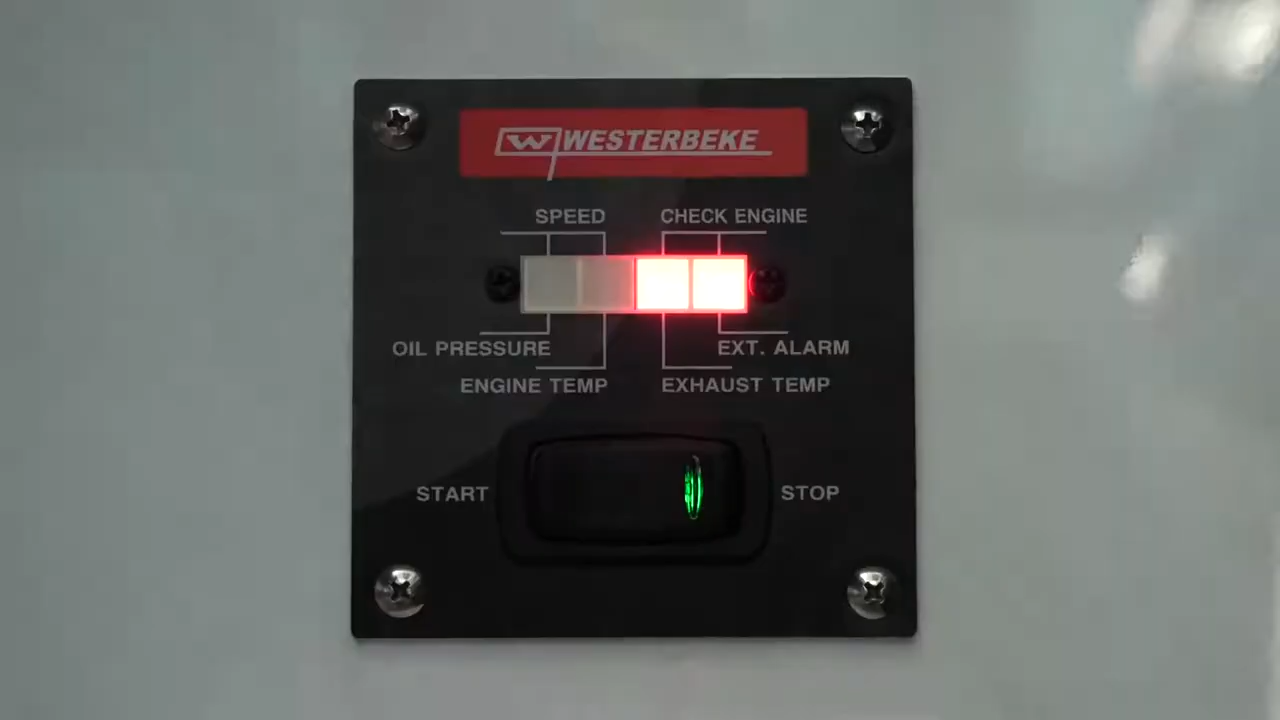 WESTERBEKE
SPEED CHECK ENGINE
OIL PRESSURE EXT. ALARM
ENGINE TEMP EXHAUST TEMP
START STOP